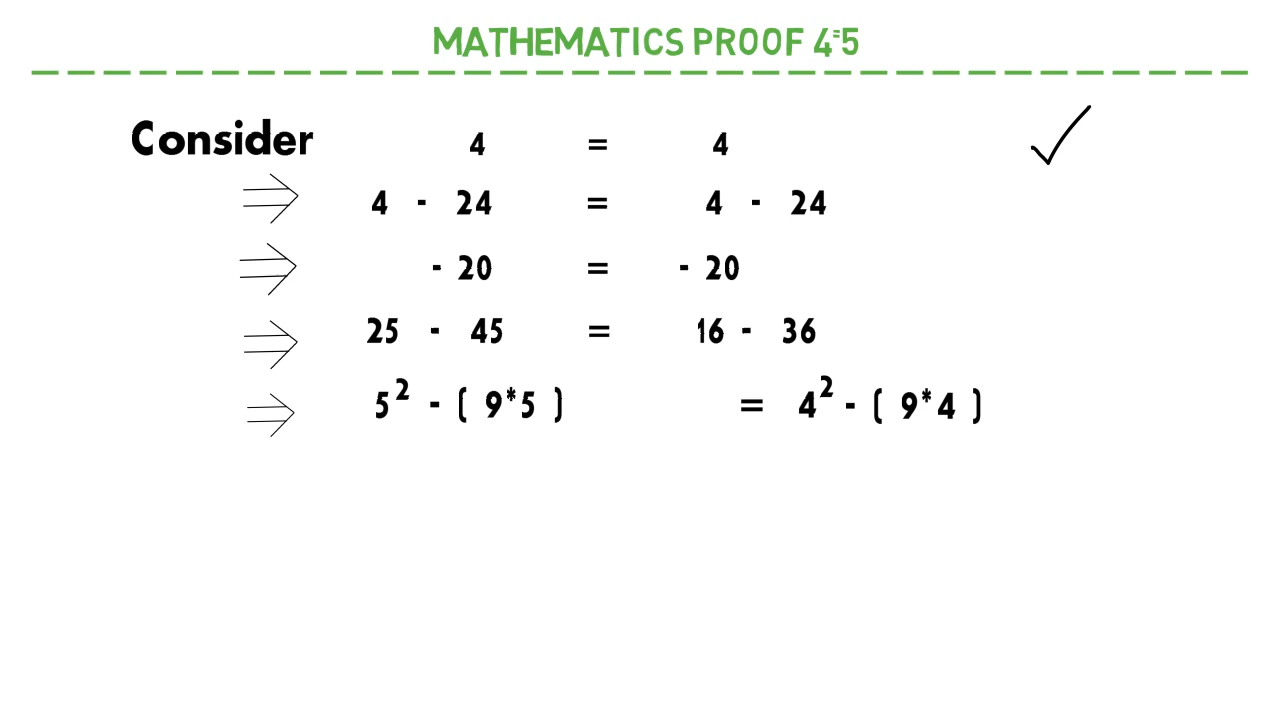 MATHEMATICS PROOF 4=5
Consider 4 = 4
⇒ 4 - 24 = 4 - 24
⇒ - 20 = - 20
⇒ 25 - 45 = 16 - 36
⇒ 5² - ( 9*5 ) = 4² - ( 9*4 )